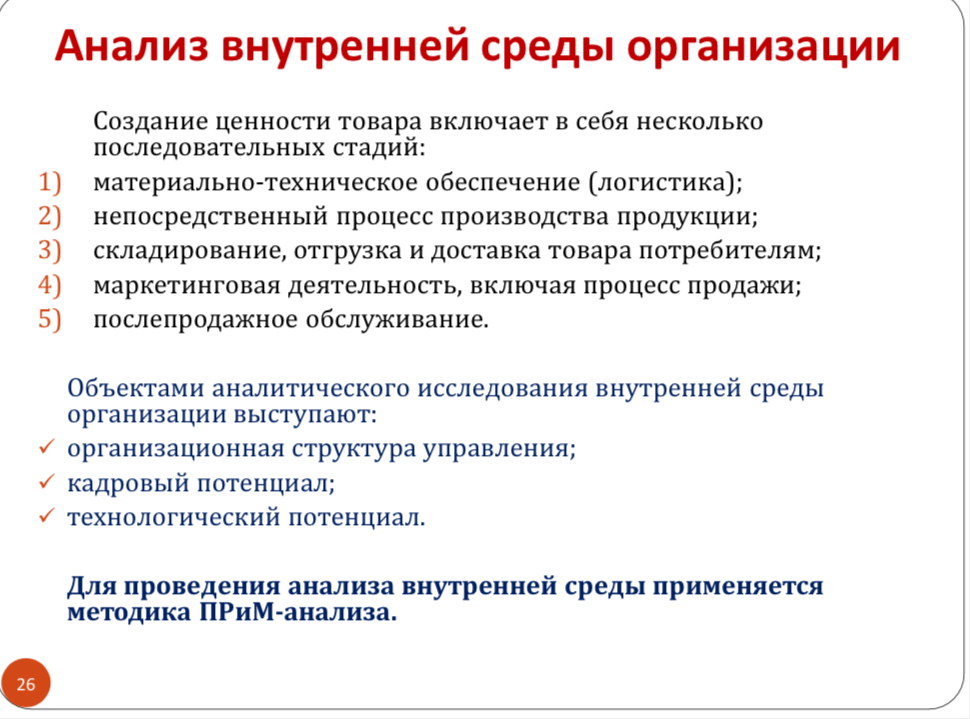 Анализ внутренней среды организации
Создание ценности товара включает в себя несколько
последовательных стадий:
1) материально-техническое обеспечение (логистика);
2) непосредственный процесс производства продукции;
3) складирование, отгрузка и доставка товара потребителям;
4) маркетинговая деятельность, включая процесс продажи;
5) послепродажное обслуживание.
Объектами аналитического исследования внутренней среды
организации выступают:
✓ организационная структура управления;
✓ кадровый потенциал;
✓ технологический потенциал.
Для проведения анализа внутренней среды применяется
методика ПРиМ-анализа.
26